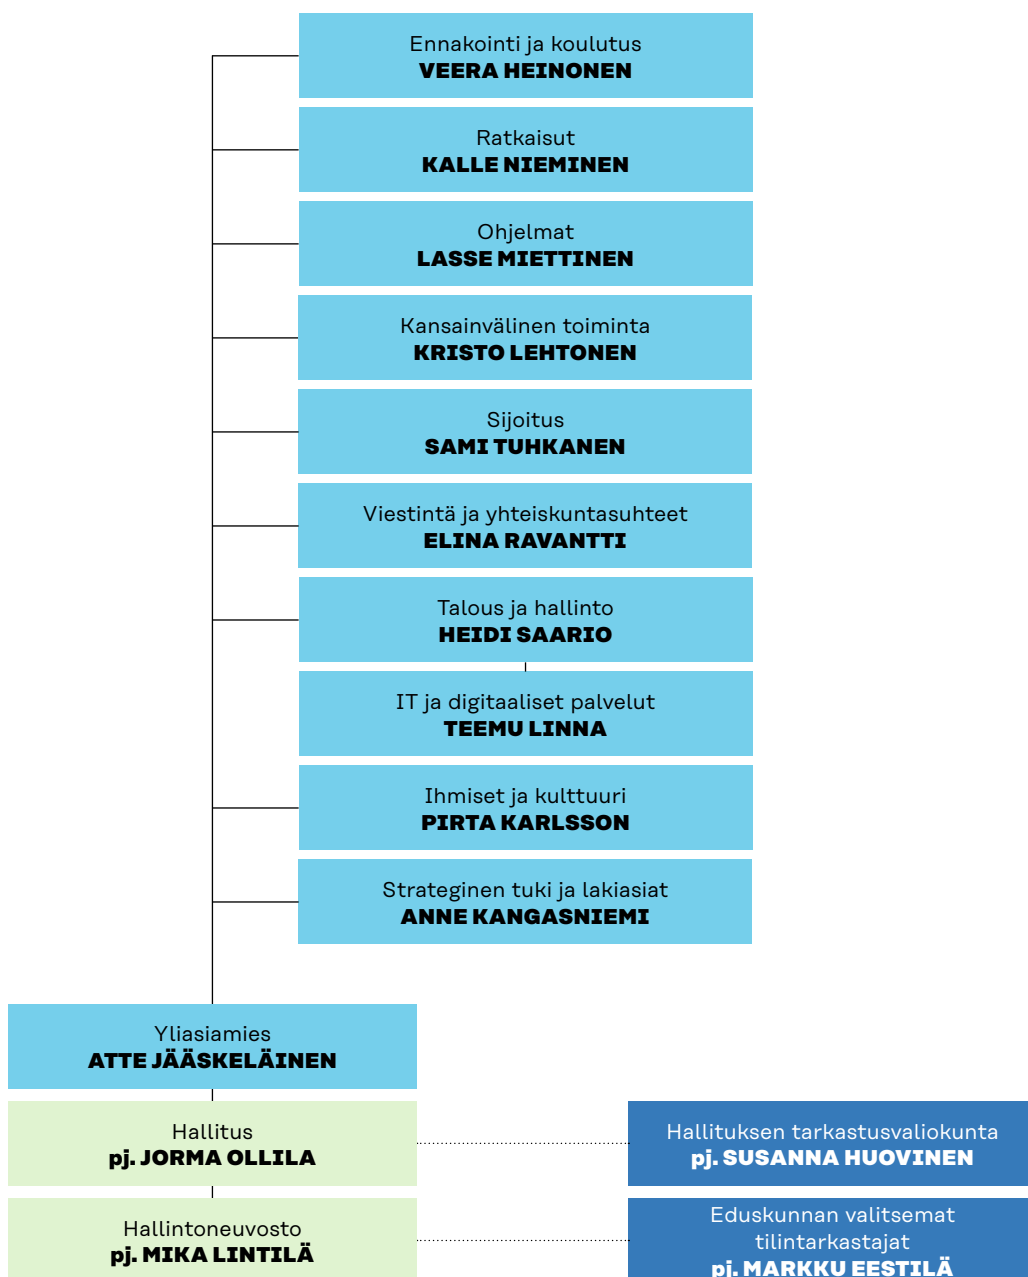 Ennakointi ja koulutus
VEERA HEINONEN
Ratkaisut
KALLE NIEMINEN
Ohjelmat
LASSE MIETTINEN
Kansainvälinen toiminta
KRISTO LEHTONEN
Sijoitus
SAMI TUHKANEN
Viestintä ja yhteiskuntasuhteet
ELINA RAVANTTI
Talous ja hallinto
HEIDI SAARIO
IT ja digitaaliset palvelut
TEEMU LINNA
Ihmiset ja kulttuuri
PIRTA KARLSSON
Strateginen tuki ja lakiasiat
ANNE KANGASNIEMI
Yliasiamies
ATTE JÄÄSKELÄINEN
Hallitus
pj. JORMA OLLILA
Hallituksen tarkastusvaliokunta
pj. SUSANNA HUOVINEN
Hallintoneuvosto
pj. MIKA LINTILÄ
Eduskunnan valitsemat
tilintarkastajat
pj. MARKKU EESTILÄ